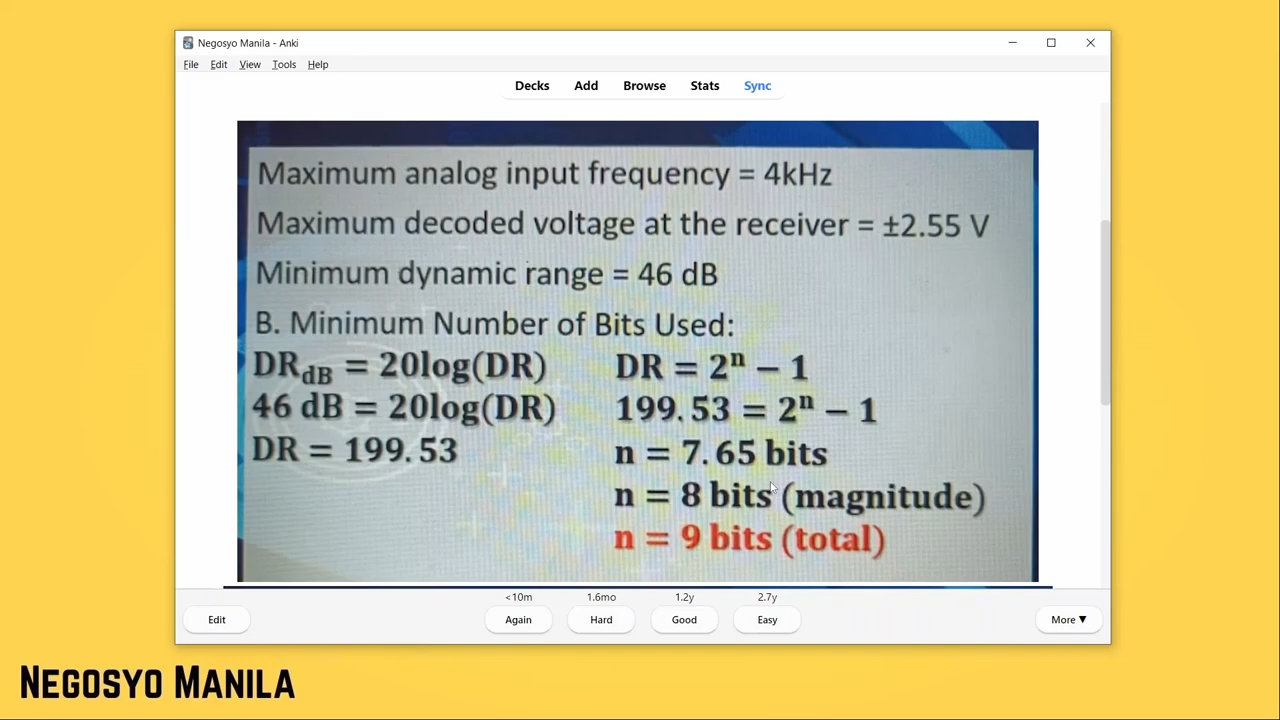 Negosyo Manila - Anki
File Edit View Tools Help
Decks Add Browse Stats Sync
Maximum analog input frequency = 4kHz
Maximum decoded voltage at the receiver = ±2.55 V
Minimum dynamic range = 46 dB
B. Minimum Number of Bits Used:
DRdB = 20log(DR)
46 dB = 20log(DR)
DR = 199.53
DR = 2ⁿ − 1
199.53 = 2ⁿ − 1
n = 7.65 bits
n = 8 bits (magnitude)
n = 9 bits (total)
<10m 1.6mo 1.2y 2.7y
Edit Again Hard Good Easy More ▼
NEGOSYO MANILA